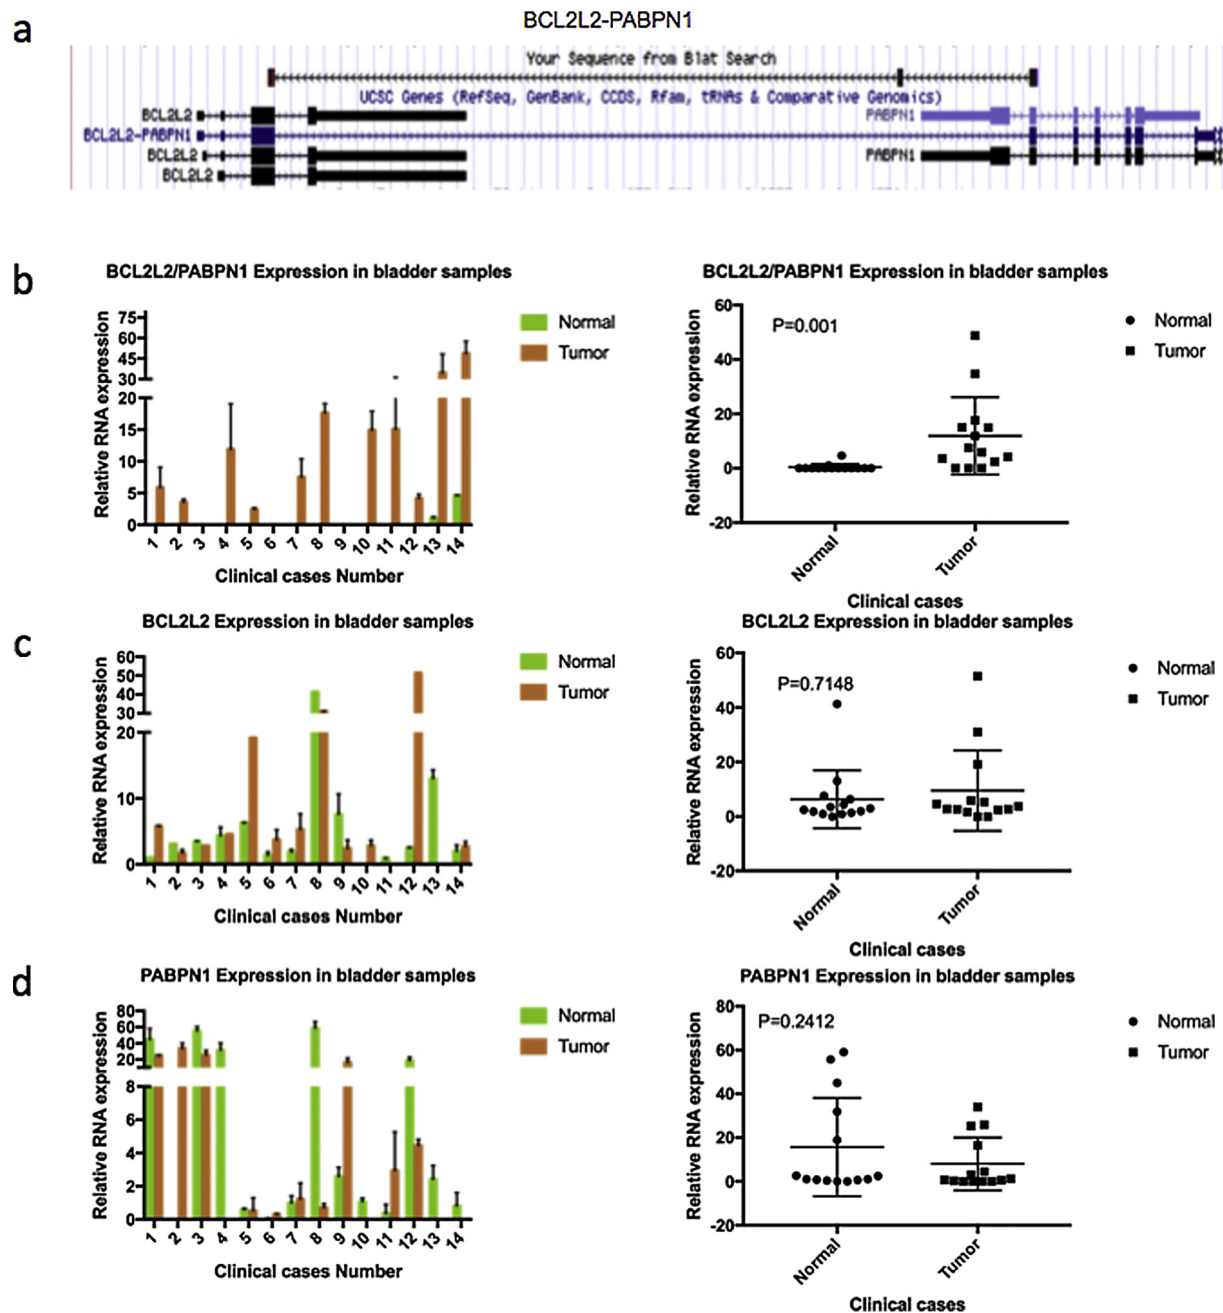 a
BCL2L2-PABPN1
Your Sequence from Blat Search
UCSC Genes (RefSeq, GenBank, CCDS, Rfam, tRNAs & Comparative Genomics)
BCL2L2
PABPN1
BCL2L2-PABPN1
BCL2L2
PABPN1
BCL2L2
b
BCL2L2/PABPN1 Expression in bladder samples
Relative RNA expression
75
60
45
30
20
15
10
5
0
1 2 3 4 5 6 7 8 9 10 11 12 13 14
Clinical cases Number
Normal
Tumor
BCL2L2/PABPN1 Expression in bladder samples
P=0.001
Relative RNA expression
60
40
20
0
-20
Normal Tumor
Clinical cases
Normal
Tumor
c
BCL2L2 Expression in bladder samples
Relative RNA expression
60
50
40
30
20
10
0
1 2 3 4 5 6 7 8 9 10 11 12 13 14
Clinical cases Number
Normal
Tumor
BCL2L2 Expression in bladder samples
P=0.7148
Relative RNA expression
60
40
20
0
-20
Normal Tumor
Clinical cases
Normal
Tumor
d
PABPN1 Expression in bladder samples
Relative RNA expression
80
60
40
20
8
6
4
2
0
1 2 3 4 5 6 7 8 9 10 11 12 13 14
Clinical cases Number
Normal
Tumor
PABPN1 Expression in bladder samples
P=0.2412
Relative RNA expression
80
60
40
20
0
-20
Normal Tumor
Clinical cases
Normal
Tumor